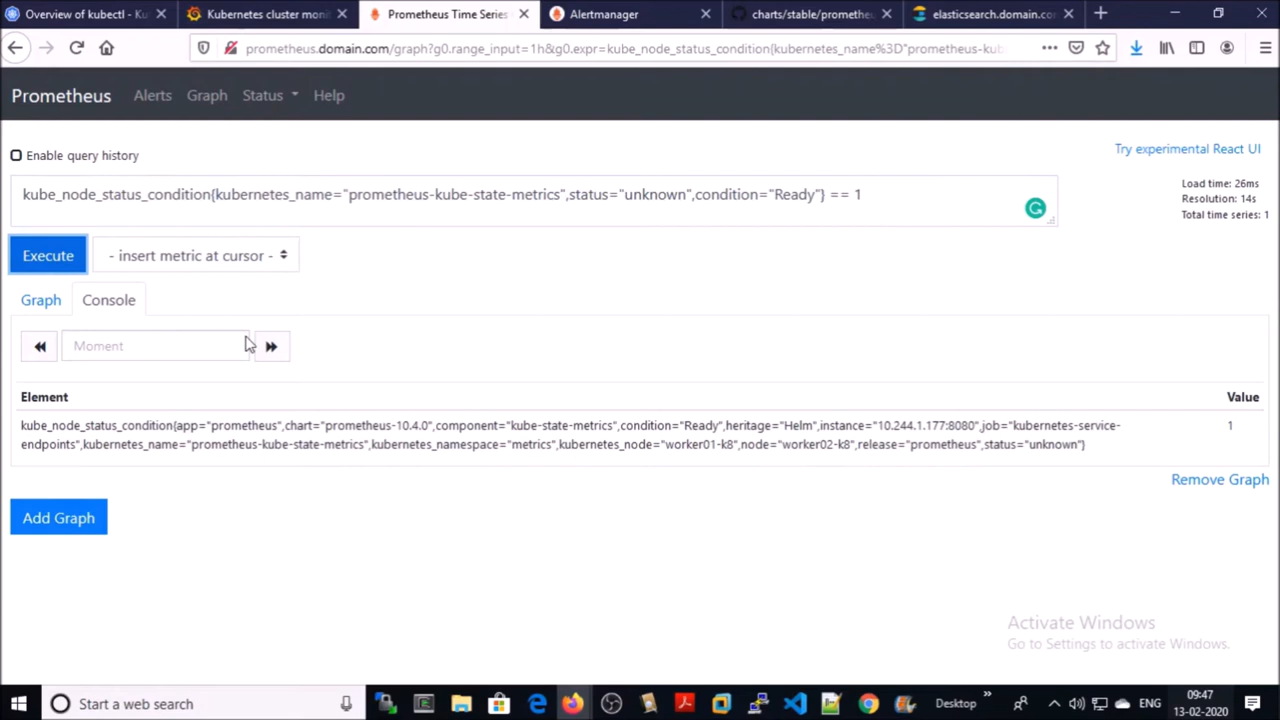 Overview of kubectl - Ku
Kubernetes cluster moni
Prometheus Time Series
Alertmanager
charts/stable/promethe
elasticsearch.domain.co
prometheus.domain.com/graph?g0.range_input=1h&g0.expr=kube_node_status_condition{kubernetes_name%3D"prometheus-kub
Prometheus Alerts Graph Status Help
Enable query history
Try experimental React UI
kube_node_status_condition{kubernetes_name="prometheus-kube-state-metrics",status="unknown",condition="Ready"} == 1
Load time: 26ms
Resolution: 14s
Total time series: 1
Execute
- insert metric at cursor -
Graph Console
Moment
Element Value
kube_node_status_condition{app="prometheus",chart="prometheus-10.4.0",component="kube-state-metrics",condition="Ready",heritage="Helm",instance="10.244.1.177:8080",job="kubernetes-service-
endpoints",kubernetes_name="prometheus-kube-state-metrics",kubernetes_namespace="metrics",kubernetes_node="worker01-k8",node="worker02-k8",release="prometheus",status="unknown"}
1
Remove Graph
Add Graph
Activate Windows
Go to Settings to activate Windows.
Start a web search
Desktop
ENG
09:47
13-02-2020